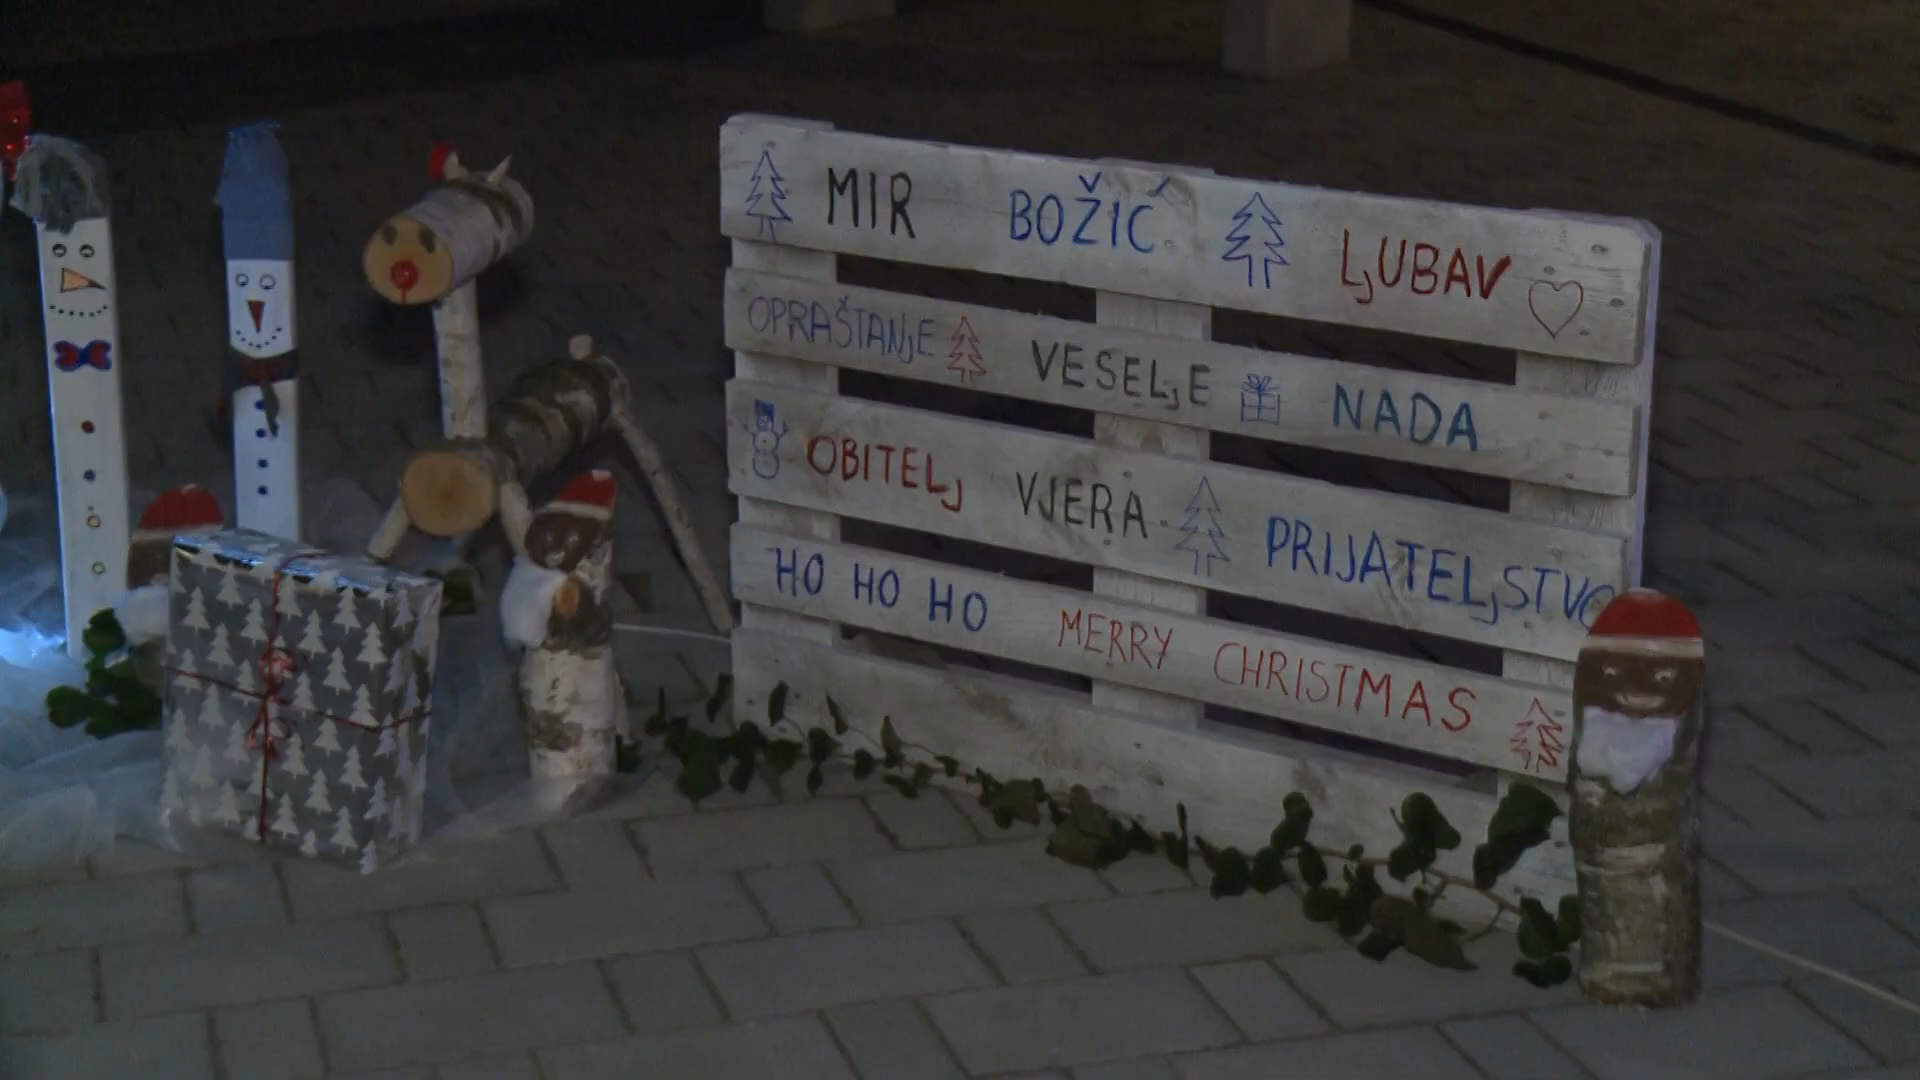 MIR BOŽIĆ LJUBAV
OPRAŠTANJE VESELJE NADA
OBITELJ VJERA PRIJATELJSTVO
HO HO HO MERRY CHRISTMAS